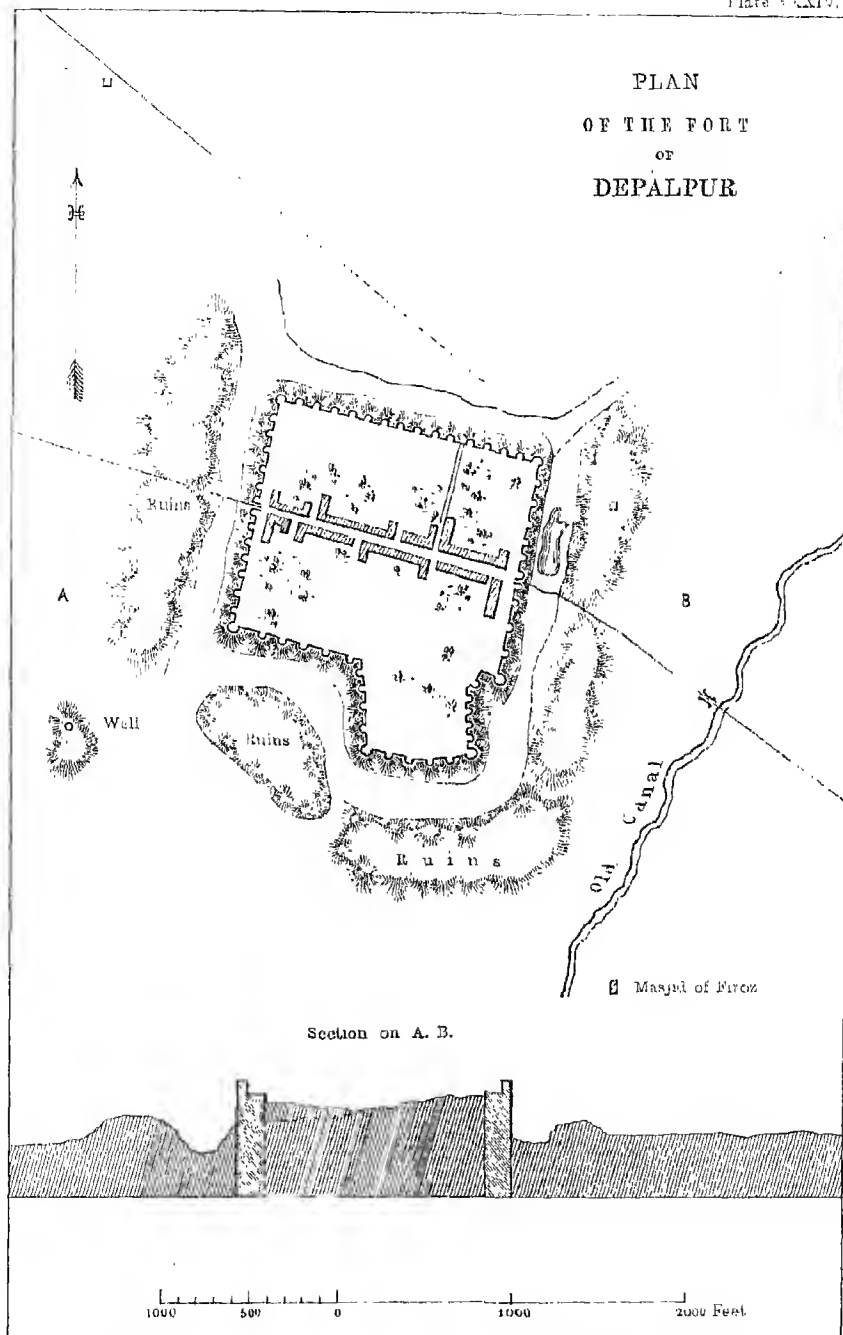 PLAN
OF THE FORT
OF
DEPÁLPUR
Ruins
A
B
Well
Ruins
Old Canal
Ruins
Masjid of Firoz
Section on A. B.
1000 500 0 1000 2000 Feet